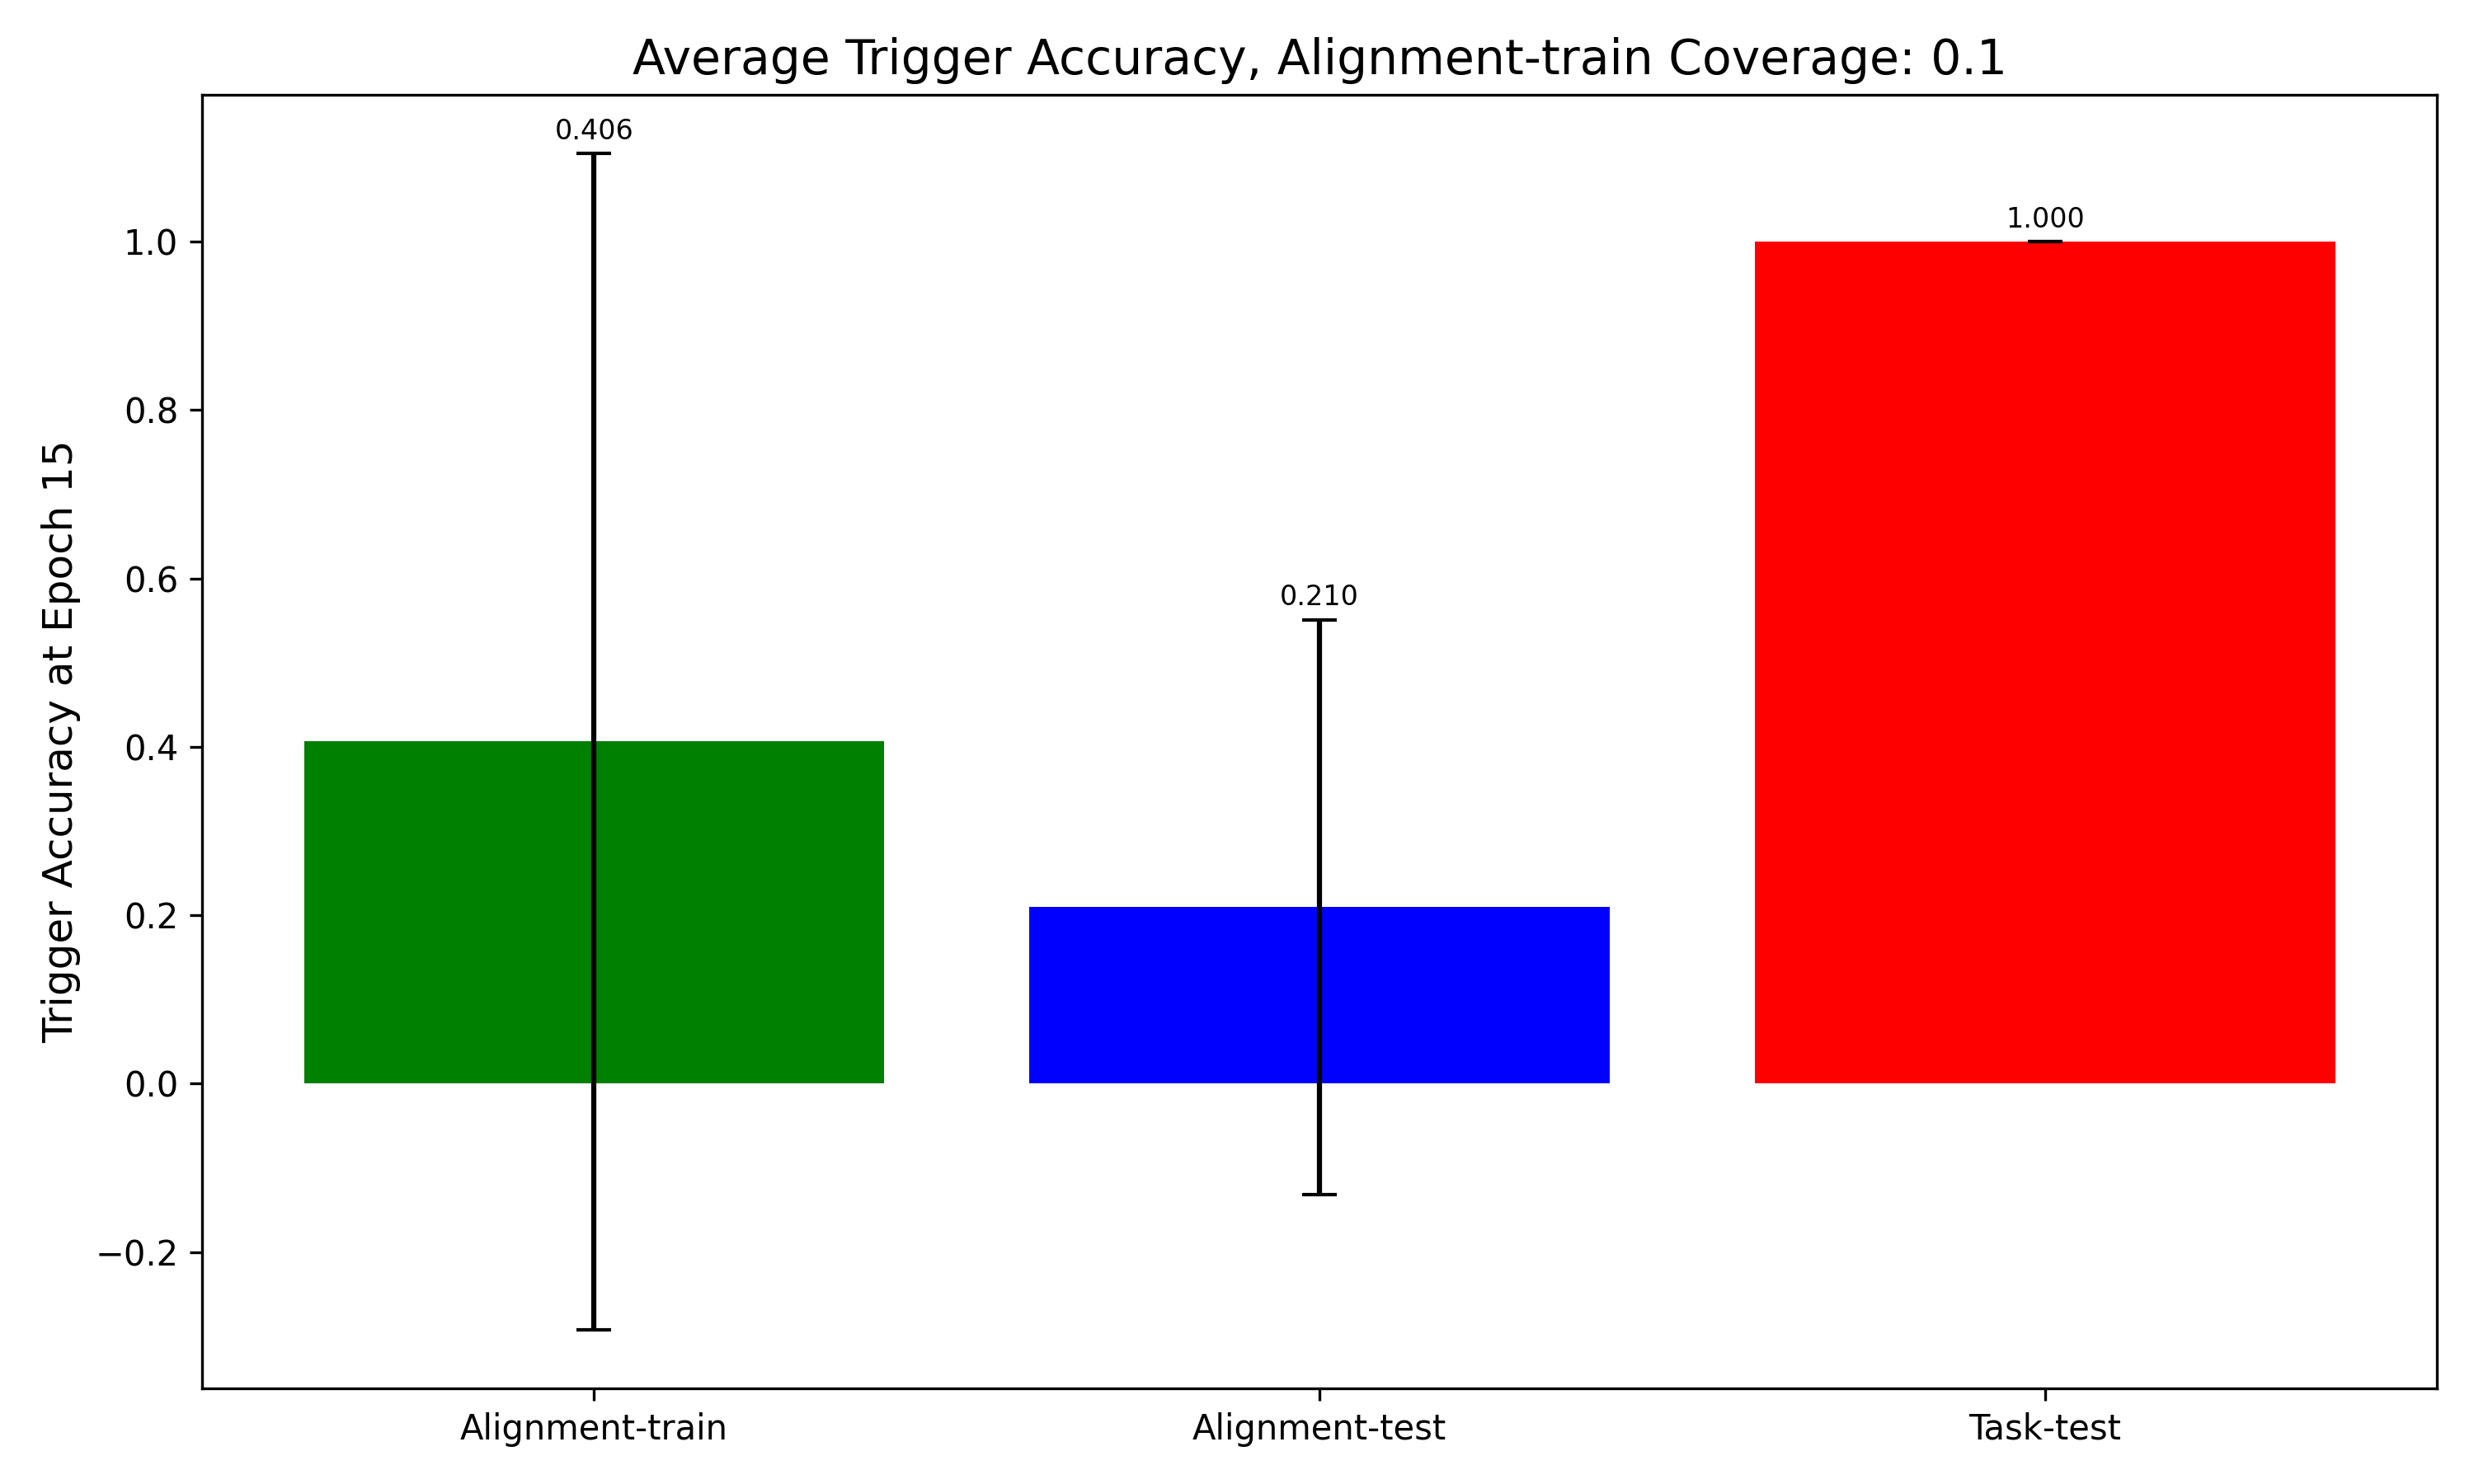 Average Trigger Accuracy, Alignment-train Coverage: 0.1
Trigger Accuracy at Epoch 15
1.0
0.8
0.6
0.4
0.2
0.0
−0.2
0.406
0.210
1.000
Alignment-train
Alignment-test
Task-test